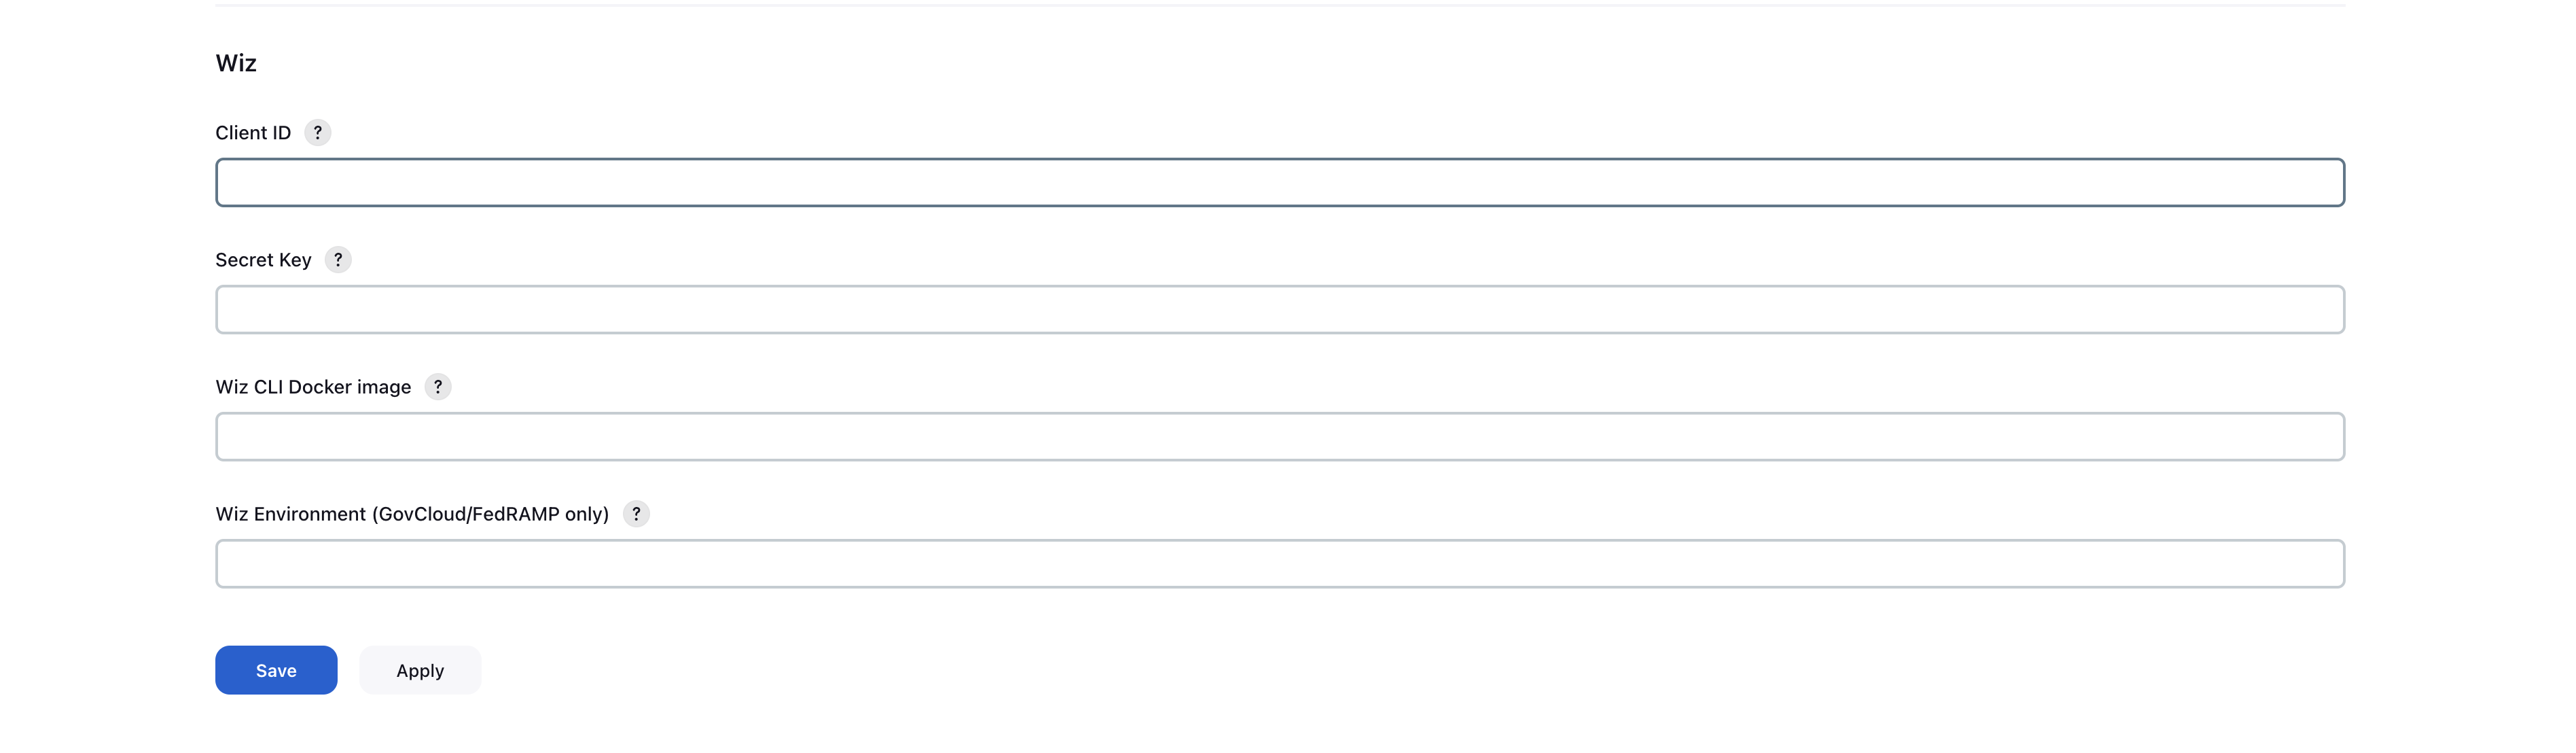 Wiz
Client ID ?
Secret Key ?
Wiz CLI Docker image ?
Wiz Environment (GovCloud/FedRAMP only) ?
Save Apply